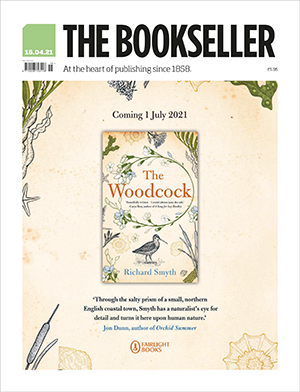 16.04.21
THE BOOKSELLER
At the heart of publishing since 1858.
£5.95
Coming 1 July 2021
The
Woodcock
Richard Smyth
‘Through the salty prism of a small, northern
English coastal town, Smyth has a naturalist’s eye for
detail and turns it here upon human nature.’
Jon Dunn, author of Orchid Summer
FAIRLIGHT
BOOKS